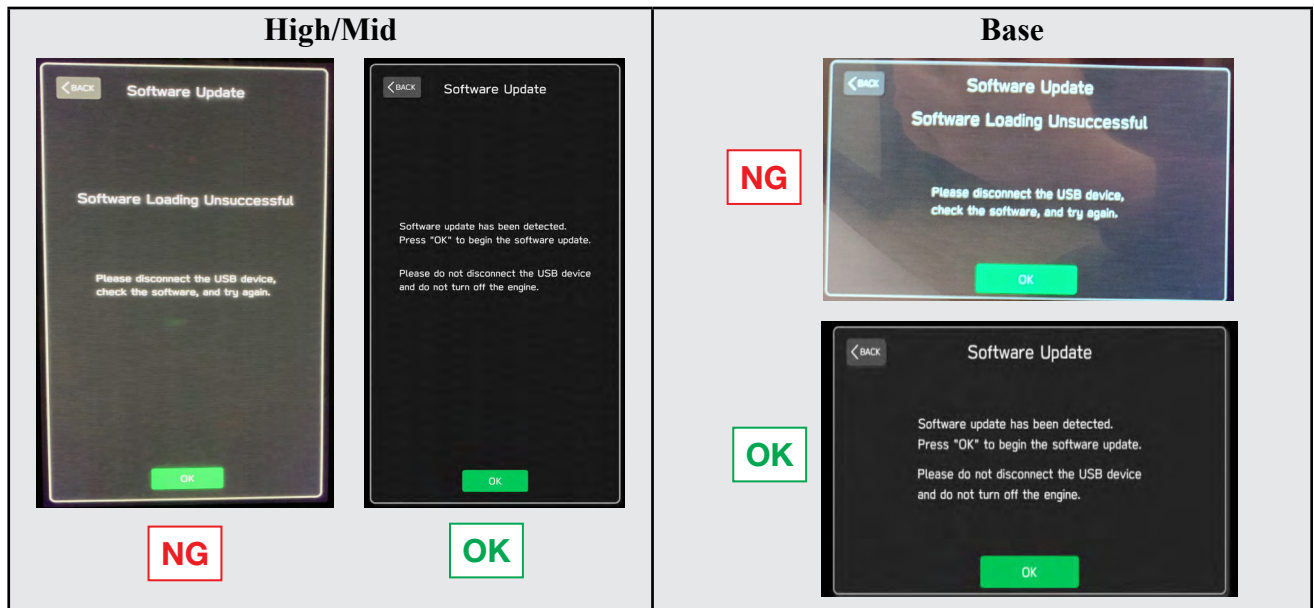 High/Mid
BACK
Software Update
Software Loading Unsuccessful
Please disconnect the USB device,
check the software, and try again.
OK
NG
BACK
Software Update
Software update has been detected.
Press "OK" to begin the software update.
Please do not disconnect the USB device
and do not turn off the engine.
OK
OK
Base
NG
BACK
Software Update
Software Loading Unsuccessful
Please disconnect the USB device,
check the software, and try again.
OK
OK
BACK
Software Update
Software update has been detected.
Press "OK" to begin the software update.
Please do not disconnect the USB device
and do not turn off the engine.
OK